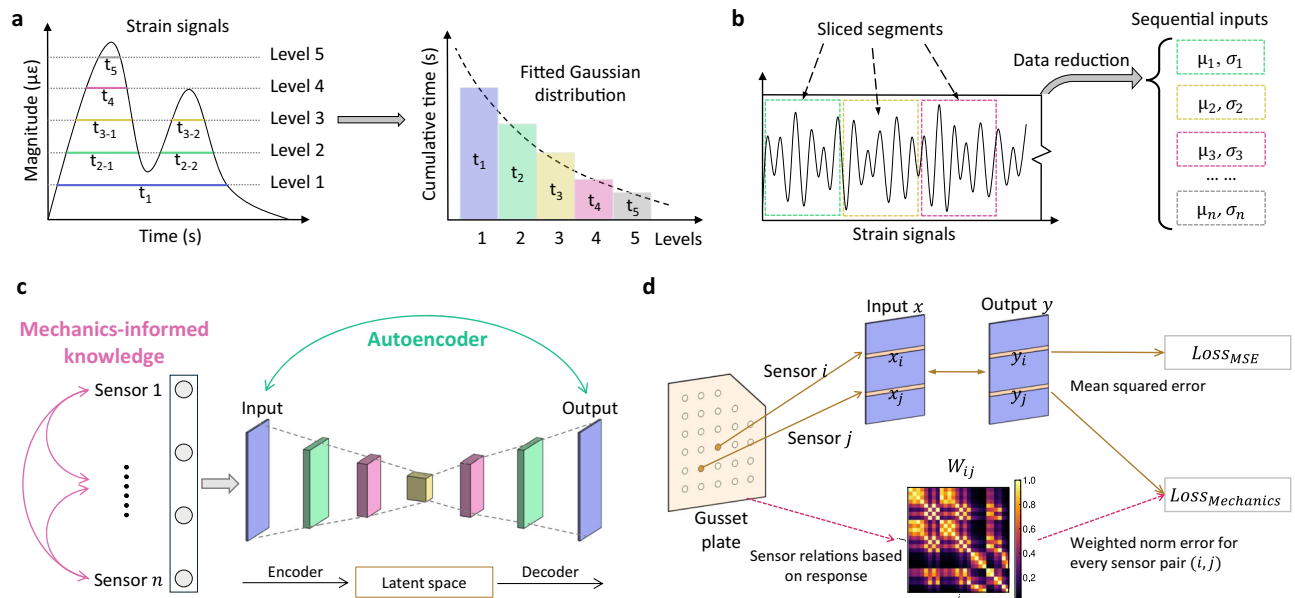 a
Strain signals
Magnitude (με)
Level 5
Level 4
Level 3
Level 2
Level 1
t5
t4
t3-1
t3-2
t2-1
t2-2
t1
Time (s)
Cumulative time (s)
Fitted Gaussian
distribution
t1
t2
t3
t4
t5
1 2 3 4 5 Levels
b
Sliced segments
Data reduction
Strain signals
Sequential inputs
μ1, σ1
μ2, σ2
μ3, σ3
... ...
μn, σn
c
Mechanics-informed
knowledge
Sensor 1
Sensor n
Autoencoder
Input
Output
Encoder
Latent space
Decoder
d
Input x
Output y
Sensor i
Sensor j
xi
xj
yi
yj
LossMSE
Mean squared error
Gusset
plate
Wij
1.0
0.8
0.6
0.4
0.2
LossMechanics
Sensor relations based
on response
Weighted norm error for
every sensor pair (i, j)